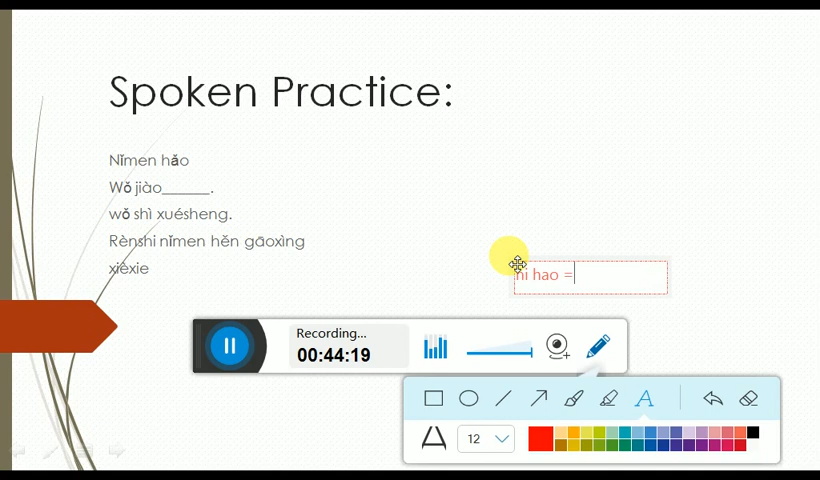 Spoken Practice:
Nǐmen hǎo
Wǒ jiào______.
wǒ shì xuésheng.
Rènshi nǐmen hěn gāoxìng
xièxie
ni hao =
Recording...
00:44:19
A
12